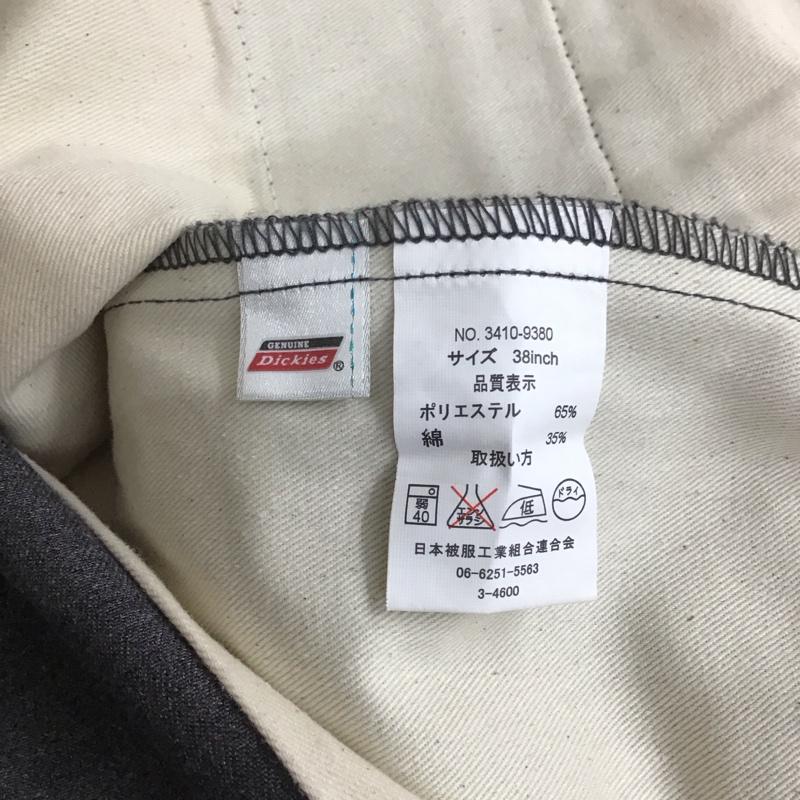 GENUINE
Dickies®
NO. 3410-9380
サイズ 38inch
品質表示
ポリエステル 65%
綿 35%
取扱い方
弱
40
エンソ
サラシ
低
ドライ
日本被服工業組合連合会
06-6251-5563
3-4600